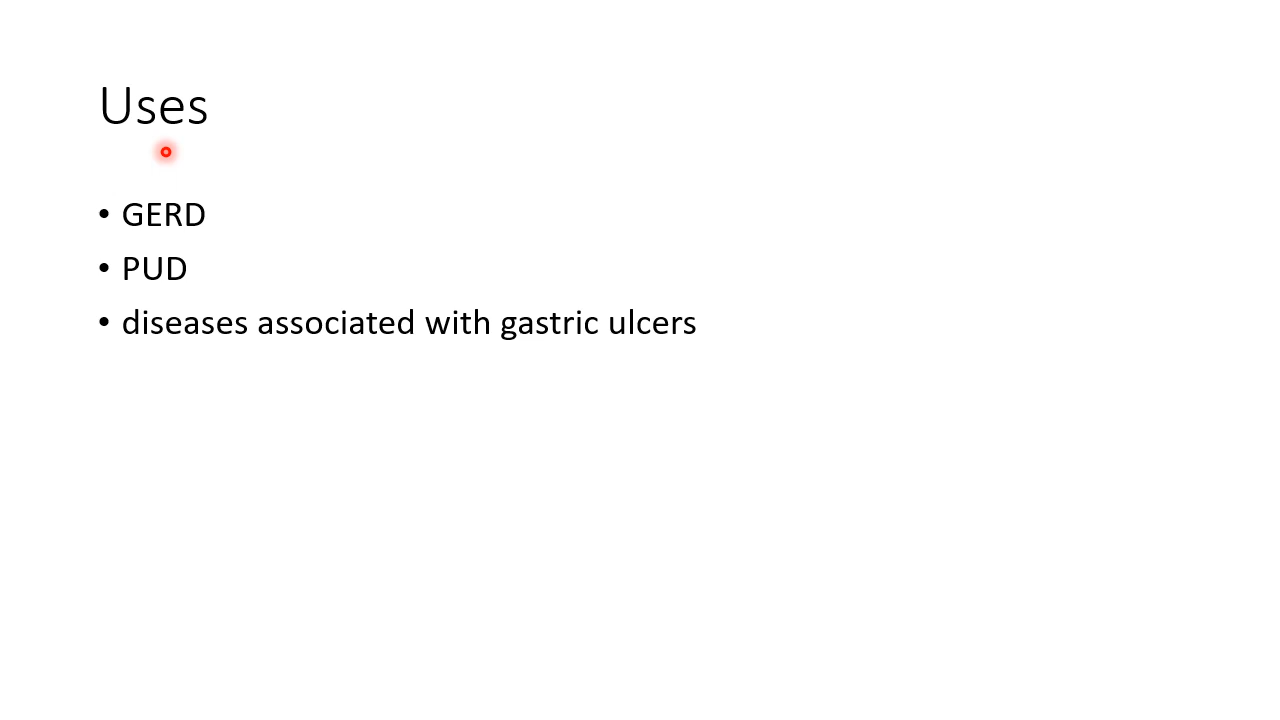 Uses
• GERD
• PUD
• diseases associated with gastric ulcers